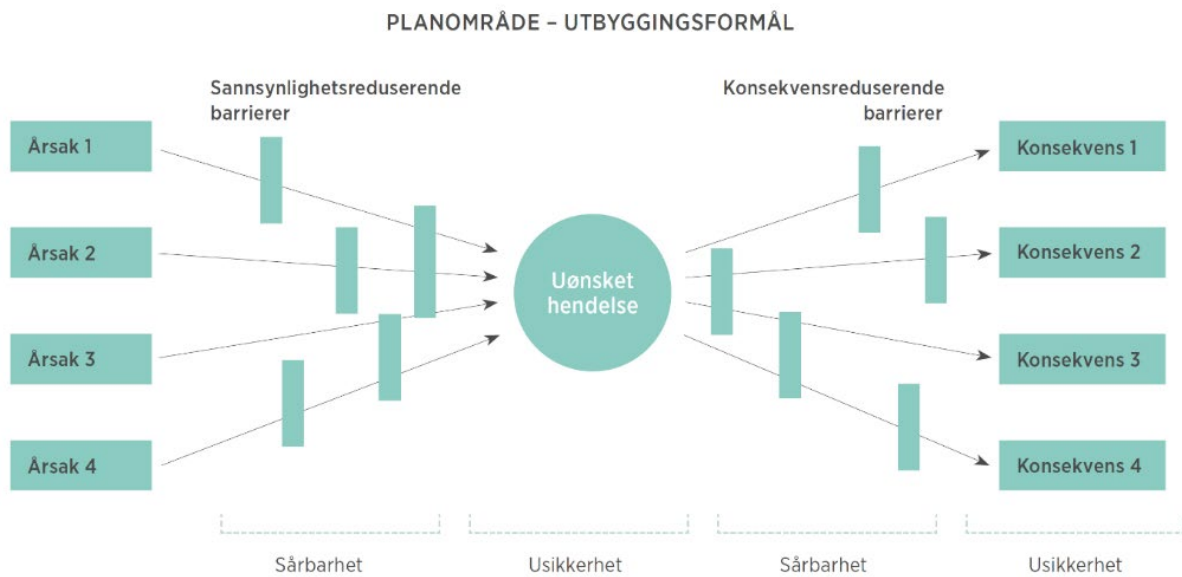 PLANOMRÅDE – UTBYGGINGSFORMÅL
Sannsynlighetsreduserende
barrierer
Konsekvensreduserende
barrierer
Årsak 1
Årsak 2
Årsak 3
Årsak 4
Uønsket
hendelse
Konsekvens 1
Konsekvens 2
Konsekvens 3
Konsekvens 4
Sårbarhet
Usikkerhet
Sårbarhet
Usikkerhet